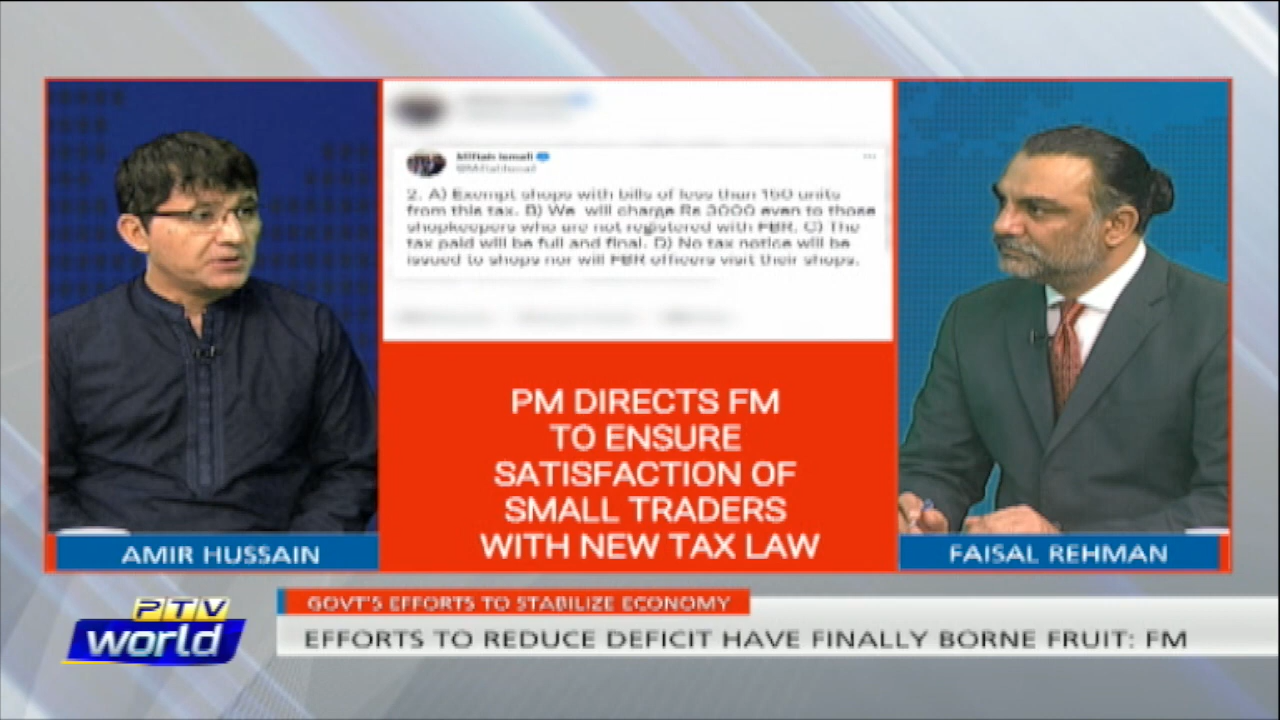 Miftah Ismail
@MiftahIsmail
2. A) Exempt shops with bills of less than 150 units
from this tax. B) We will charge Rs 3000 even to those
shopkeepers who are not registered with FBR. C) The
tax paid will be full and final. D) No tax notice will be
issued to shops nor will FBR officers visit their shops.
PM DIRECTS FM
TO ENSURE
SATISFACTION OF
SMALL TRADERS
WITH NEW TAX LAW
AMIR HUSSAIN
FAISAL REHMAN
PTV
world
GOVT'S EFFORTS TO STABILIZE ECONOMY
EFFORTS TO REDUCE DEFICIT HAVE FINALLY BORNE FRUIT: FM